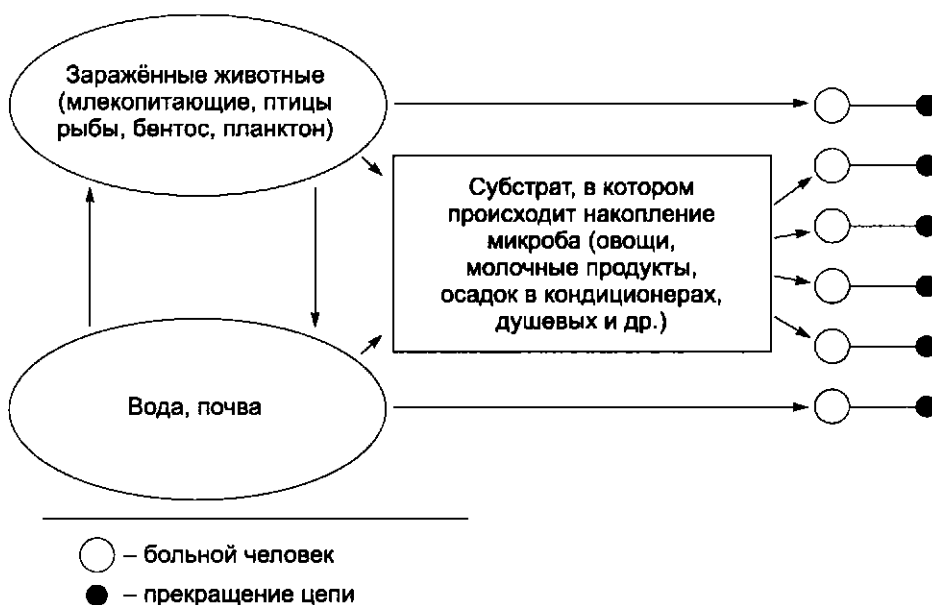 Заражённые животные
(млекопитающие, птицы
рыбы, бентос, планктон)
Субстрат, в котором
происходит накопление
микроба (овощи,
молочные продукты,
осадок в кондиционерах,
душевых и др.)
Вода, почва
– больной человек
– прекращение цепи